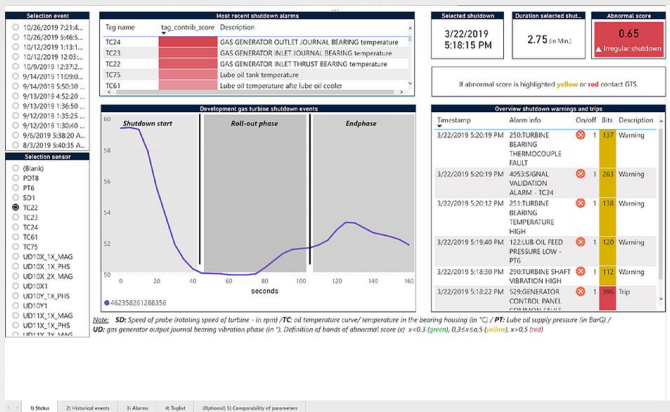 Selection event
10/26/2019 7:21:4...
10/26/2019 5:46:5...
10/12/2019 1:13:1...
10/12/2019 12:03:...
10/9/2019 12:37:2...
9/14/2019 11:09:0...
9/14/2019 5:50:30 ...
9/13/2019 4:52:20 ...
9/13/2019 1:36:50 ...
9/12/2019 1:35:25 ...
9/12/2019 1:30:40 ...
9/6/2019 5:38:20 A...
8/3/2019 5:40:35 A...
Selection sensor
(Blank)
PDT8
PT6
SD1
TC22
TC23
TC24
TC61
TC75
UD10X_1X_MAG
UD10X_1X_PHS
UD10X_2X_MAG
UD10X1
UD10Y_1X_PHS
UD10Y1
UD11X_1X_MAG
UD11X_1X_PHS
Most recent shutdown alarms
Tag name tag_contrib_score Description
TC24 GAS GENERATOR OUTLET JOURNAL BEARING temperature
TC23 GAS GENERATOR INLET JOURNAL BEARING temperature
TC22 GAS GENERATOR INLET THRUST BEARING temperature
TC75 Lube oil tank temperature
TC61 Lube oil temperature afte lube oil cooler
Selected shutdown
3/22/2019
5:18:15 PM
Duration selected shut...
2.75 (in Min.)
Abnormal score
0.65
Irregular shutdown
If abnormal score is highlighted yellow or red contact GTS.
Development gas turbine shutdown events
Shutdown start Roll-out phase Endphase
60
58
56
54
52
50
0 20 40 60 80 100 120 140 160
seconds
462358261288356
Overview shutdown warnings and trips
Timestamp Alarm info On/off Bits Description
3/22/2019 5:20:19 PM 250:TURBINE 1 137 Warning
BEARING
THERMOCOUPLE
FAULT
3/22/2019 5:20:19 PM 4053:SIGNAL 1 263 Warning
VALIDATION
ALARM - TC24
3/22/2019 5:20:12 PM 251:TURBINE 1 138 Warning
BEARING
TEMPERATURE
HIGH
3/22/2019 5:19:40 PM 122:LUB OIL FEED 1 120 Warning
PRESSURE LOW -
PT6
3/22/2019 5:18:30 PM 290:TURBINE SHAFT 1 112 Warning
VIBRATION HIGH
3/22/2019 5:18:22 PM 529:GENERATOR 1 396 Trip
CONTROL PANEL
COMMON FAULT
Note: SD: Speed of probe (rotating speed of turbine - in rpm) /TC: oil temperature curve/ temperature in the bearing housing (in °C) / PT: Lube oil supply pressure (in BarG) /
UD: gas generator output journal bearing vibration phase (in °). Definition of bands of abnormal score (x) x<0.3 (green), 0,3≤x≤0,5 (yellow), x>0.5 (red)
1) Status 2) Historical events 3) Alarms 4) Taglist (Optional) 5) Comparability of parameters